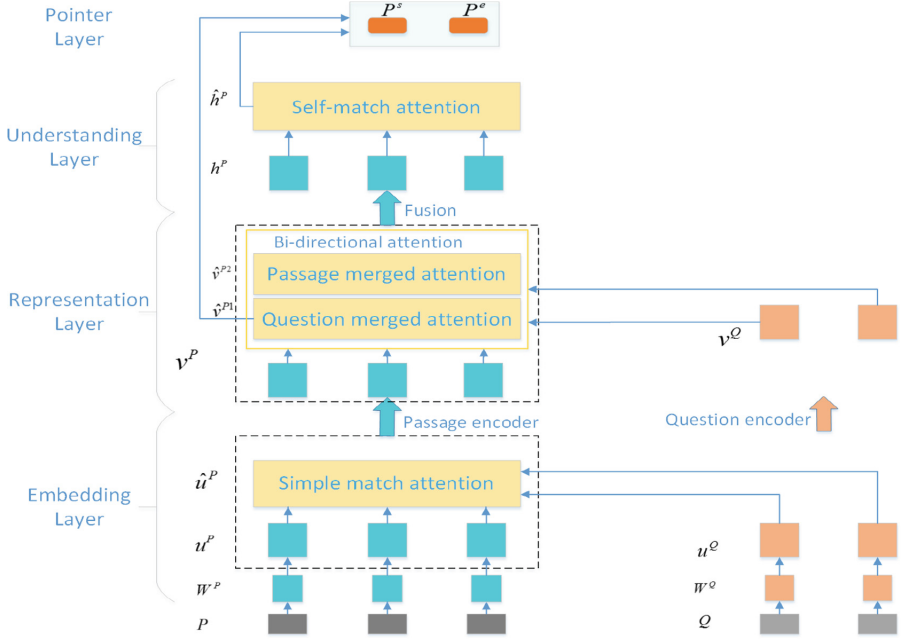 Pointer
Layer
P^s P^e
ĥ^P
Self-match attention
Understanding
Layer
h^P
Fusion
Bi-directional attention
v̂^{P2}
Passage merged attention
Representation
Layer
v̂^{P1}
Question merged attention
v^Q
v^P
Passage encoder
Question encoder
û^P
Simple match attention
Embedding
Layer
u^P
u^Q
W^P
W^Q
P
Q